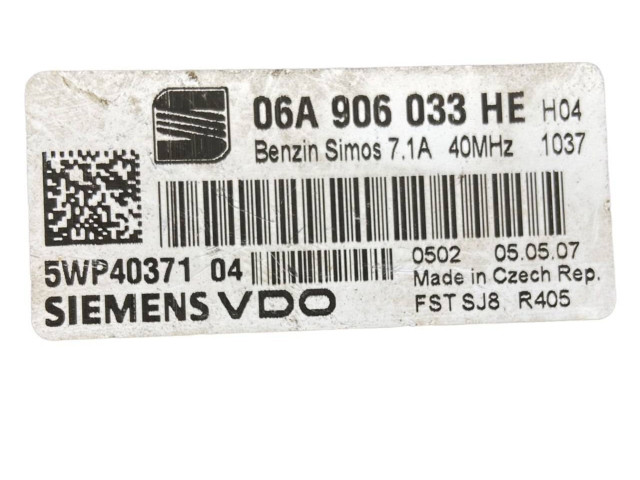 06A 906 033 HE H04
Benzin Simos 7.1A 40MHz 1037
5WP40371 04
0502 05.05.07
Made in Czech Rep.
SIEMENS VDO
FST SJ8 R405